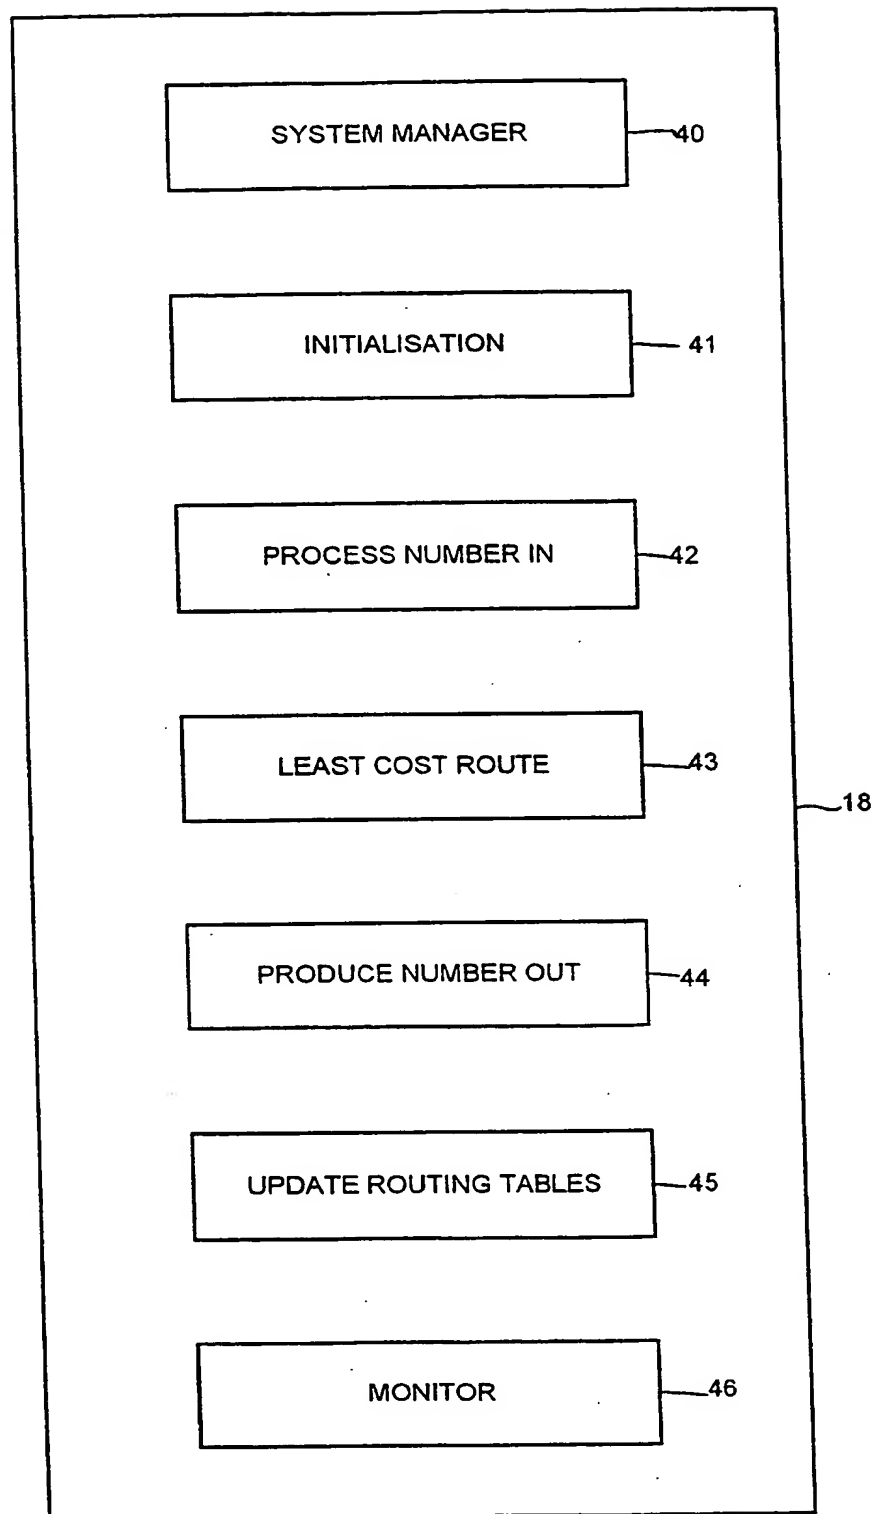 SYSTEM MANAGER 40
INITIALISATION 41
PROCESS NUMBER IN 42
LEAST COST ROUTE 43
18
PRODUCE NUMBER OUT 44
UPDATE ROUTING TABLES 45
MONITOR 46